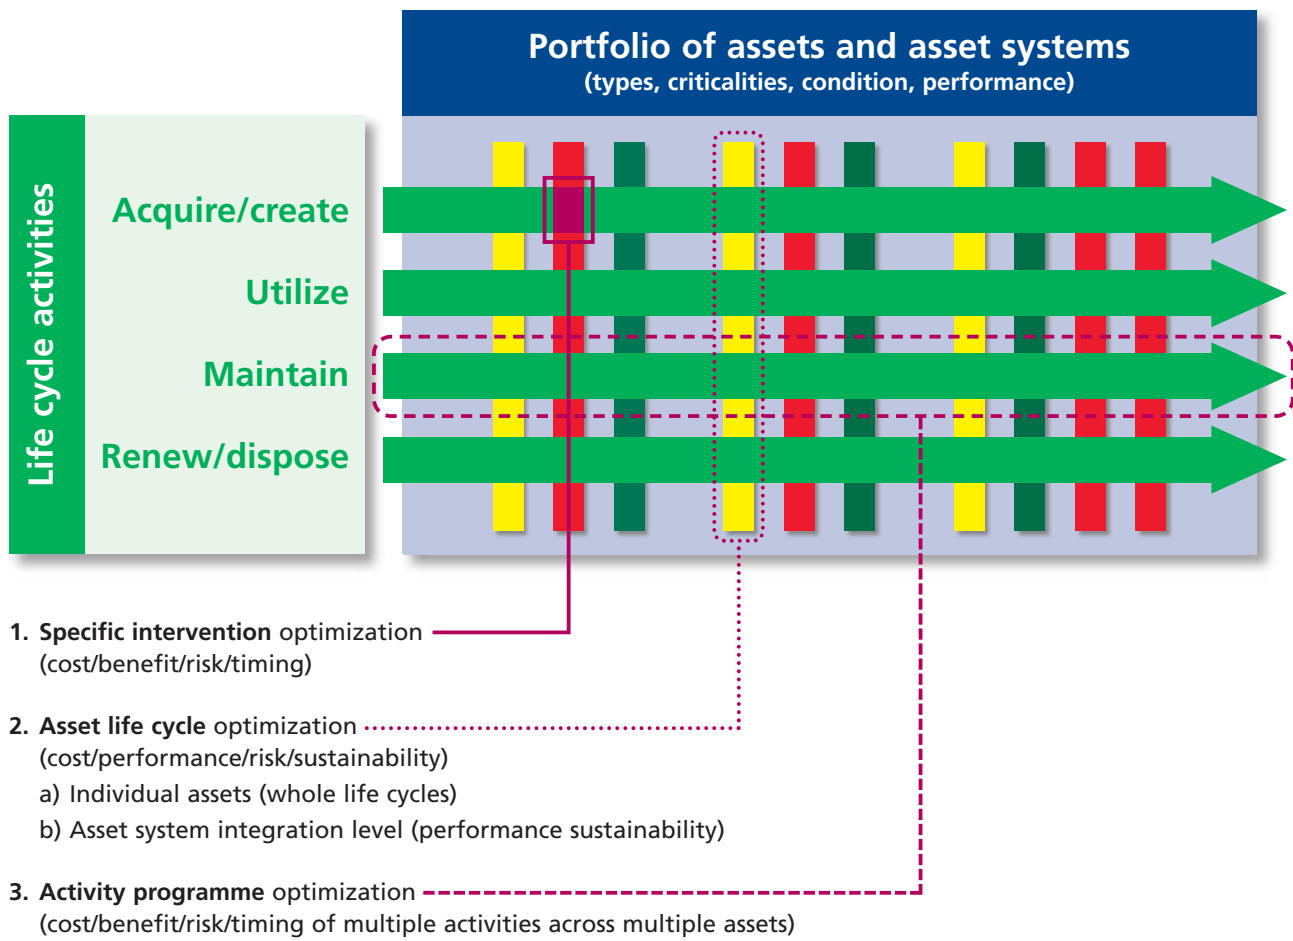 Portfolio of assets and asset systems
(types, criticalities, condition, performance)
Life cycle activities
Acquire/create
Utilize
Maintain
Renew/dispose
1. Specific intervention optimization
(cost/benefit/risk/timing)
2. Asset life cycle optimization
(cost/performance/risk/sustainability)
a) Individual assets (whole life cycles)
b) Asset system integration level (performance sustainability)
3. Activity programme optimization
(cost/benefit/risk/timing of multiple activities across multiple assets)